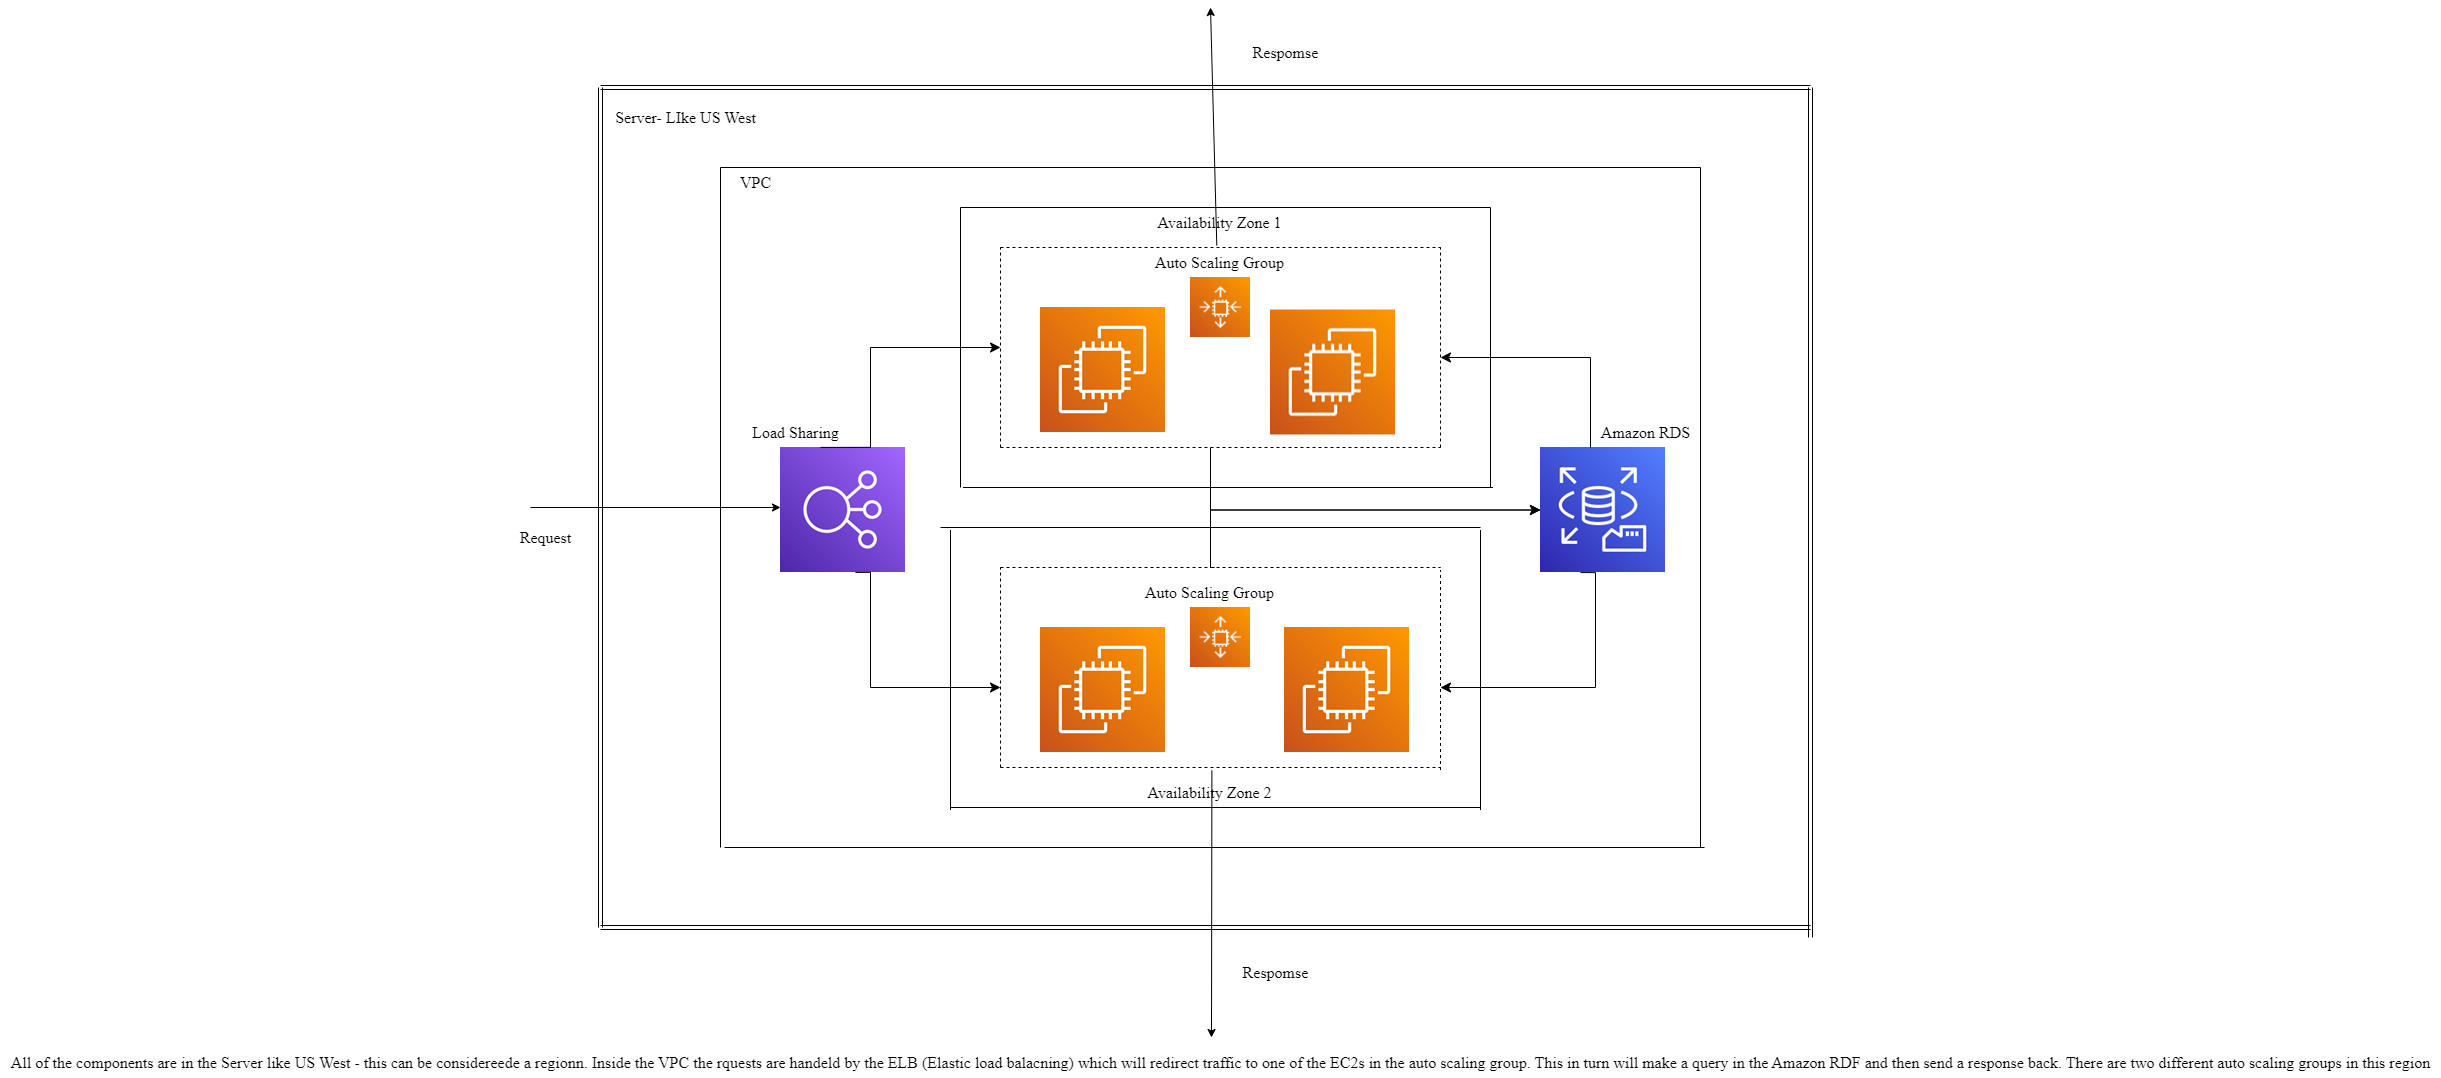 Respomse
Server- LIke US West
VPC
Availability Zone 1
Auto Scaling Group
Load Sharing
Amazon RDS
Request
Auto Scaling Group
Availability Zone 2
Respomse
All of the components are in the Server like US West - this can be considereede a regionn. Inside the VPC the rquests are handeld by the ELB (Elastic load balacning) which will redirect traffic to one of the EC2s in the auto scaling group. This in turn will make a query in the Amazon RDF and then send a response back. There are two different auto scaling groups in this region